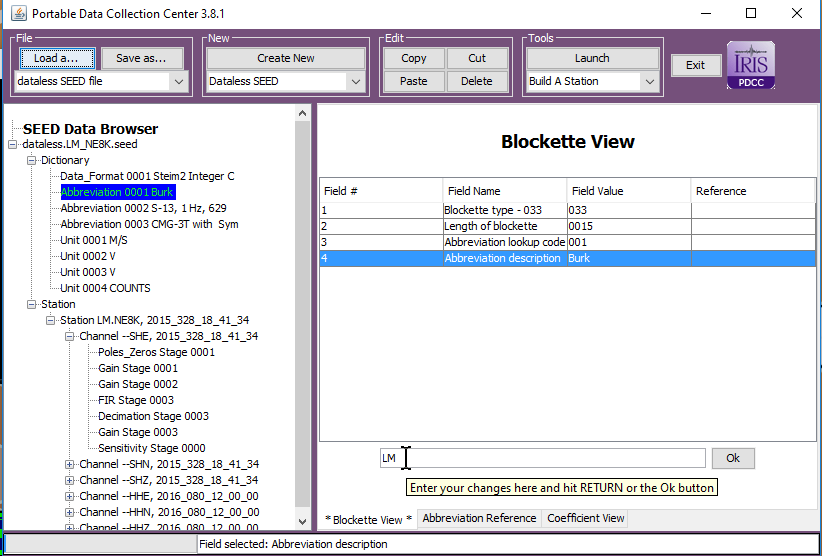 Portable Data Collection Center 3.8.1
File
Load a...
Save as...
dataless SEED file
New
Create New
Dataless SEED
Edit
Copy
Cut
Paste
Delete
Tools
Launch
Build A Station
Exit
IRIS
PDCC
SEED Data Browser
dataless.LM_NE8K.seed
Dictionary
Data_Format 0001 Steim2 Integer C
Abbreviation 0001 Burk
Abbreviation 0002 S-13, 1 Hz, 629
Abbreviation 0003 CMG-3T with Sym
Unit 0001 M/S
Unit 0002 V
Unit 0003 V
Unit 0004 COUNTS
Station
Station LM.NE8K, 2015_328_18_41_34
Channel --SHE, 2015_328_18_41_34
Poles_Zeros Stage 0001
Gain Stage 0001
Gain Stage 0002
FIR Stage 0003
Decimation Stage 0003
Gain Stage 0003
Sensitivity Stage 0000
Channel --SHN, 2015_328_18_41_34
Channel --SHZ, 2015_328_18_41_34
Channel --HHE, 2016_080_12_00_00
Channel --HHN, 2016_080_12_00_00
Channel --HHZ, 2016_080_12_00_00
Blockette View
Field # Field Name Field Value Reference
1 Blockette type - 033 033
2 Length of blockette 0015
3 Abbreviation lookup code 001
4 Abbreviation description Burk
LM
Ok
Enter your changes here and hit RETURN or the Ok button
* Blockette View * Abbreviation Reference Coefficient View
Field selected: Abbreviation description